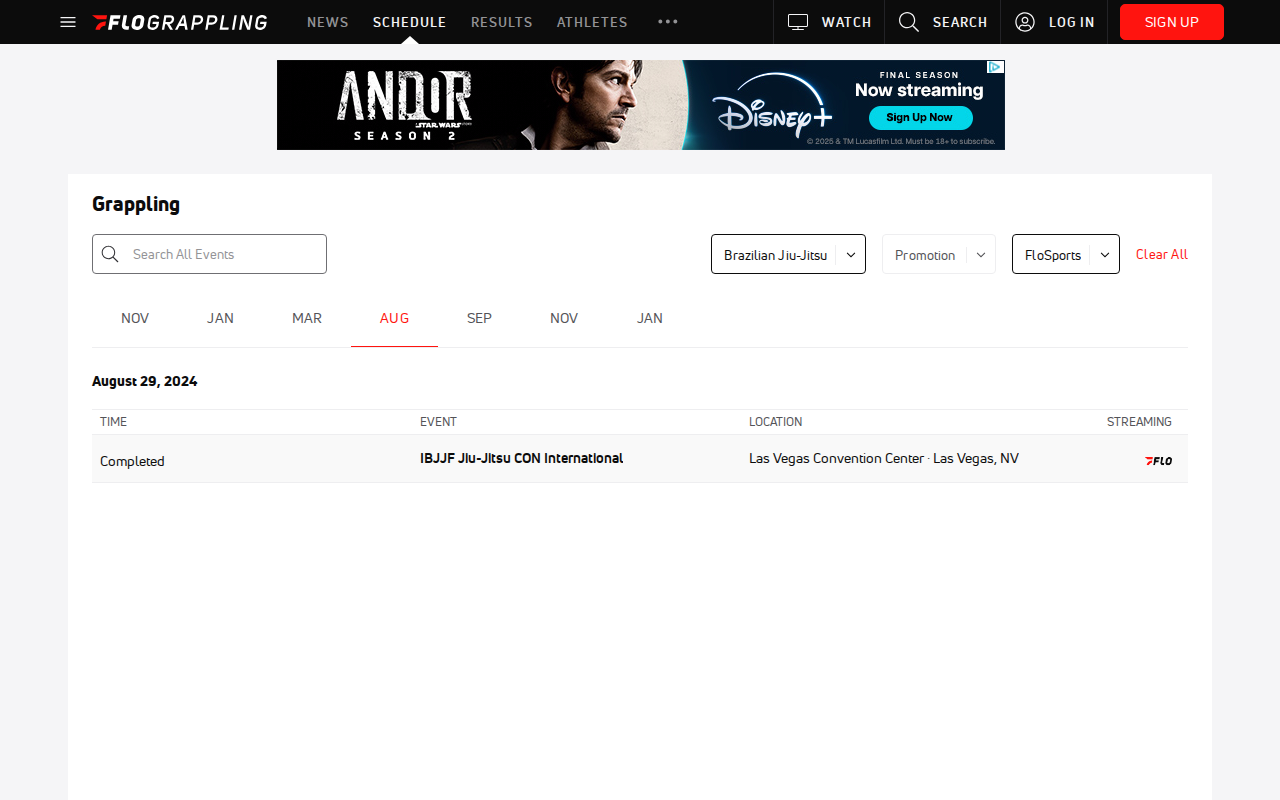 FLOGRAPPLING
NEWS
SCHEDULE
RESULTS
ATHLETES
WATCH
SEARCH
LOG IN
SIGN UP
ANDOR
STAR WARS
SEASON 2
Disney+
FINAL SEASON
Now streaming
Sign Up Now
© 2025 & TM Lucasfilm Ltd. Must be 18+ to subscribe.
Grappling
Search All Events
Brazilian Jiu-Jitsu
Promotion
FloSports
Clear All
NOV
JAN
MAR
AUG
SEP
NOV
JAN
August 29, 2024
TIME
EVENT
LOCATION
STREAMING
Completed
IBJJF Jiu-Jitsu CON International
Las Vegas Convention Center · Las Vegas, NV
FLO